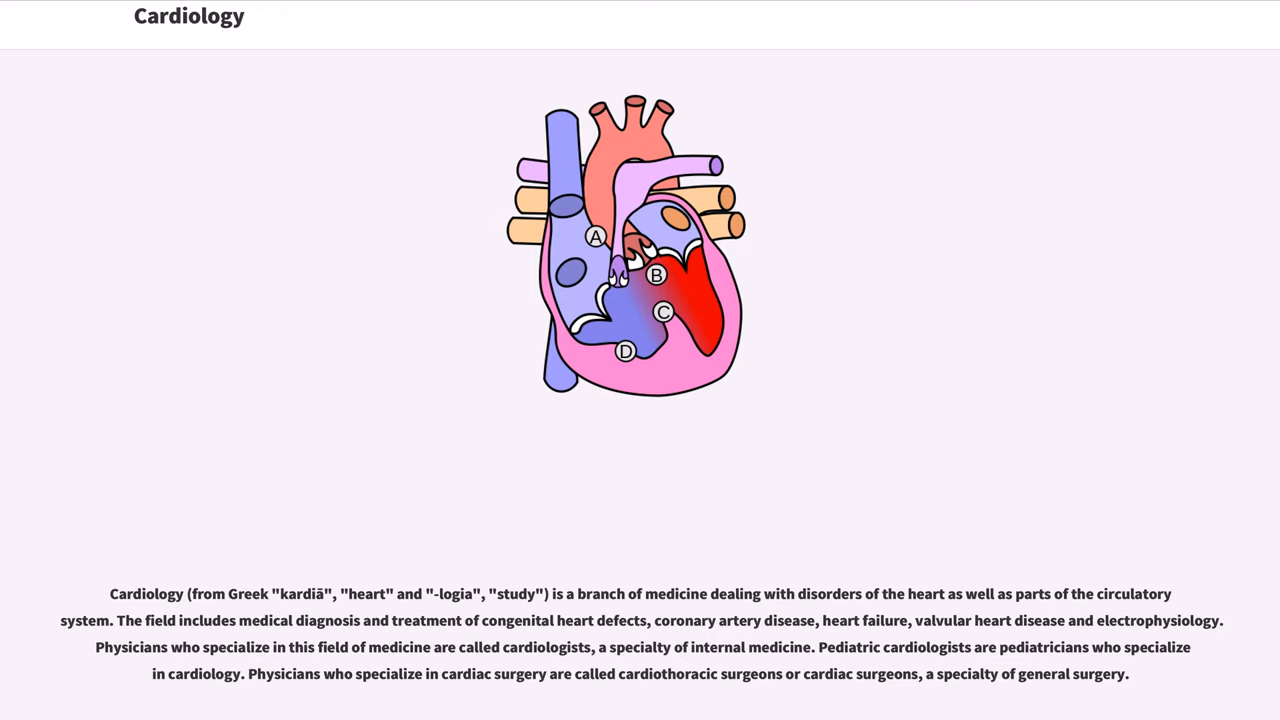 Cardiology
A
B
C
D
Cardiology (from Greek "kardiā", "heart" and "-logia", "study") is a branch of medicine dealing with disorders of the heart as well as parts of the circulatory
system. The field includes medical diagnosis and treatment of congenital heart defects, coronary artery disease, heart failure, valvular heart disease and electrophysiology.
Physicians who specialize in this field of medicine are called cardiologists, a specialty of internal medicine. Pediatric cardiologists are pediatricians who specialize
in cardiology. Physicians who specialize in cardiac surgery are called cardiothoracic surgeons or cardiac surgeons, a specialty of general surgery.